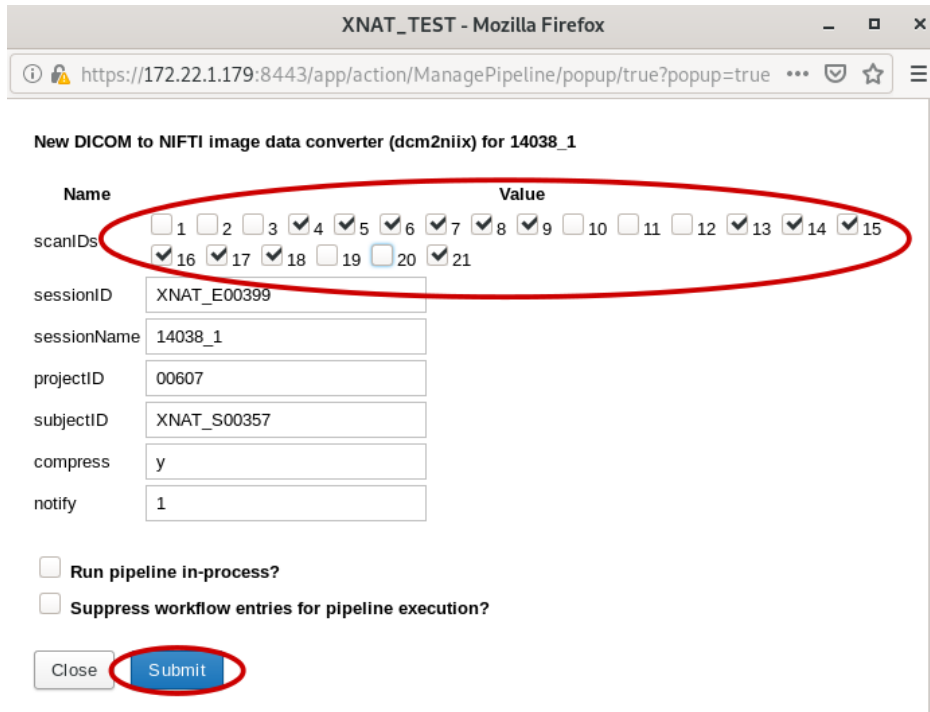 XNAT_TEST - Mozilla Firefox
https://172.22.1.179:8443/app/action/ManagePipeline/popup/true?popup=true
New DICOM to NIFTI image data converter (dcm2niix) for 14038_1
Name Value
scanIDs 1 2 3 4 5 6 7 8 9 10 11 12 13 14 15
16 17 18 19 20 21
sessionID XNAT_E00399
sessionName 14038_1
projectID 00607
subjectID XNAT_S00357
compress y
notify 1
Run pipeline in-process?
Suppress workflow entries for pipeline execution?
Close Submit